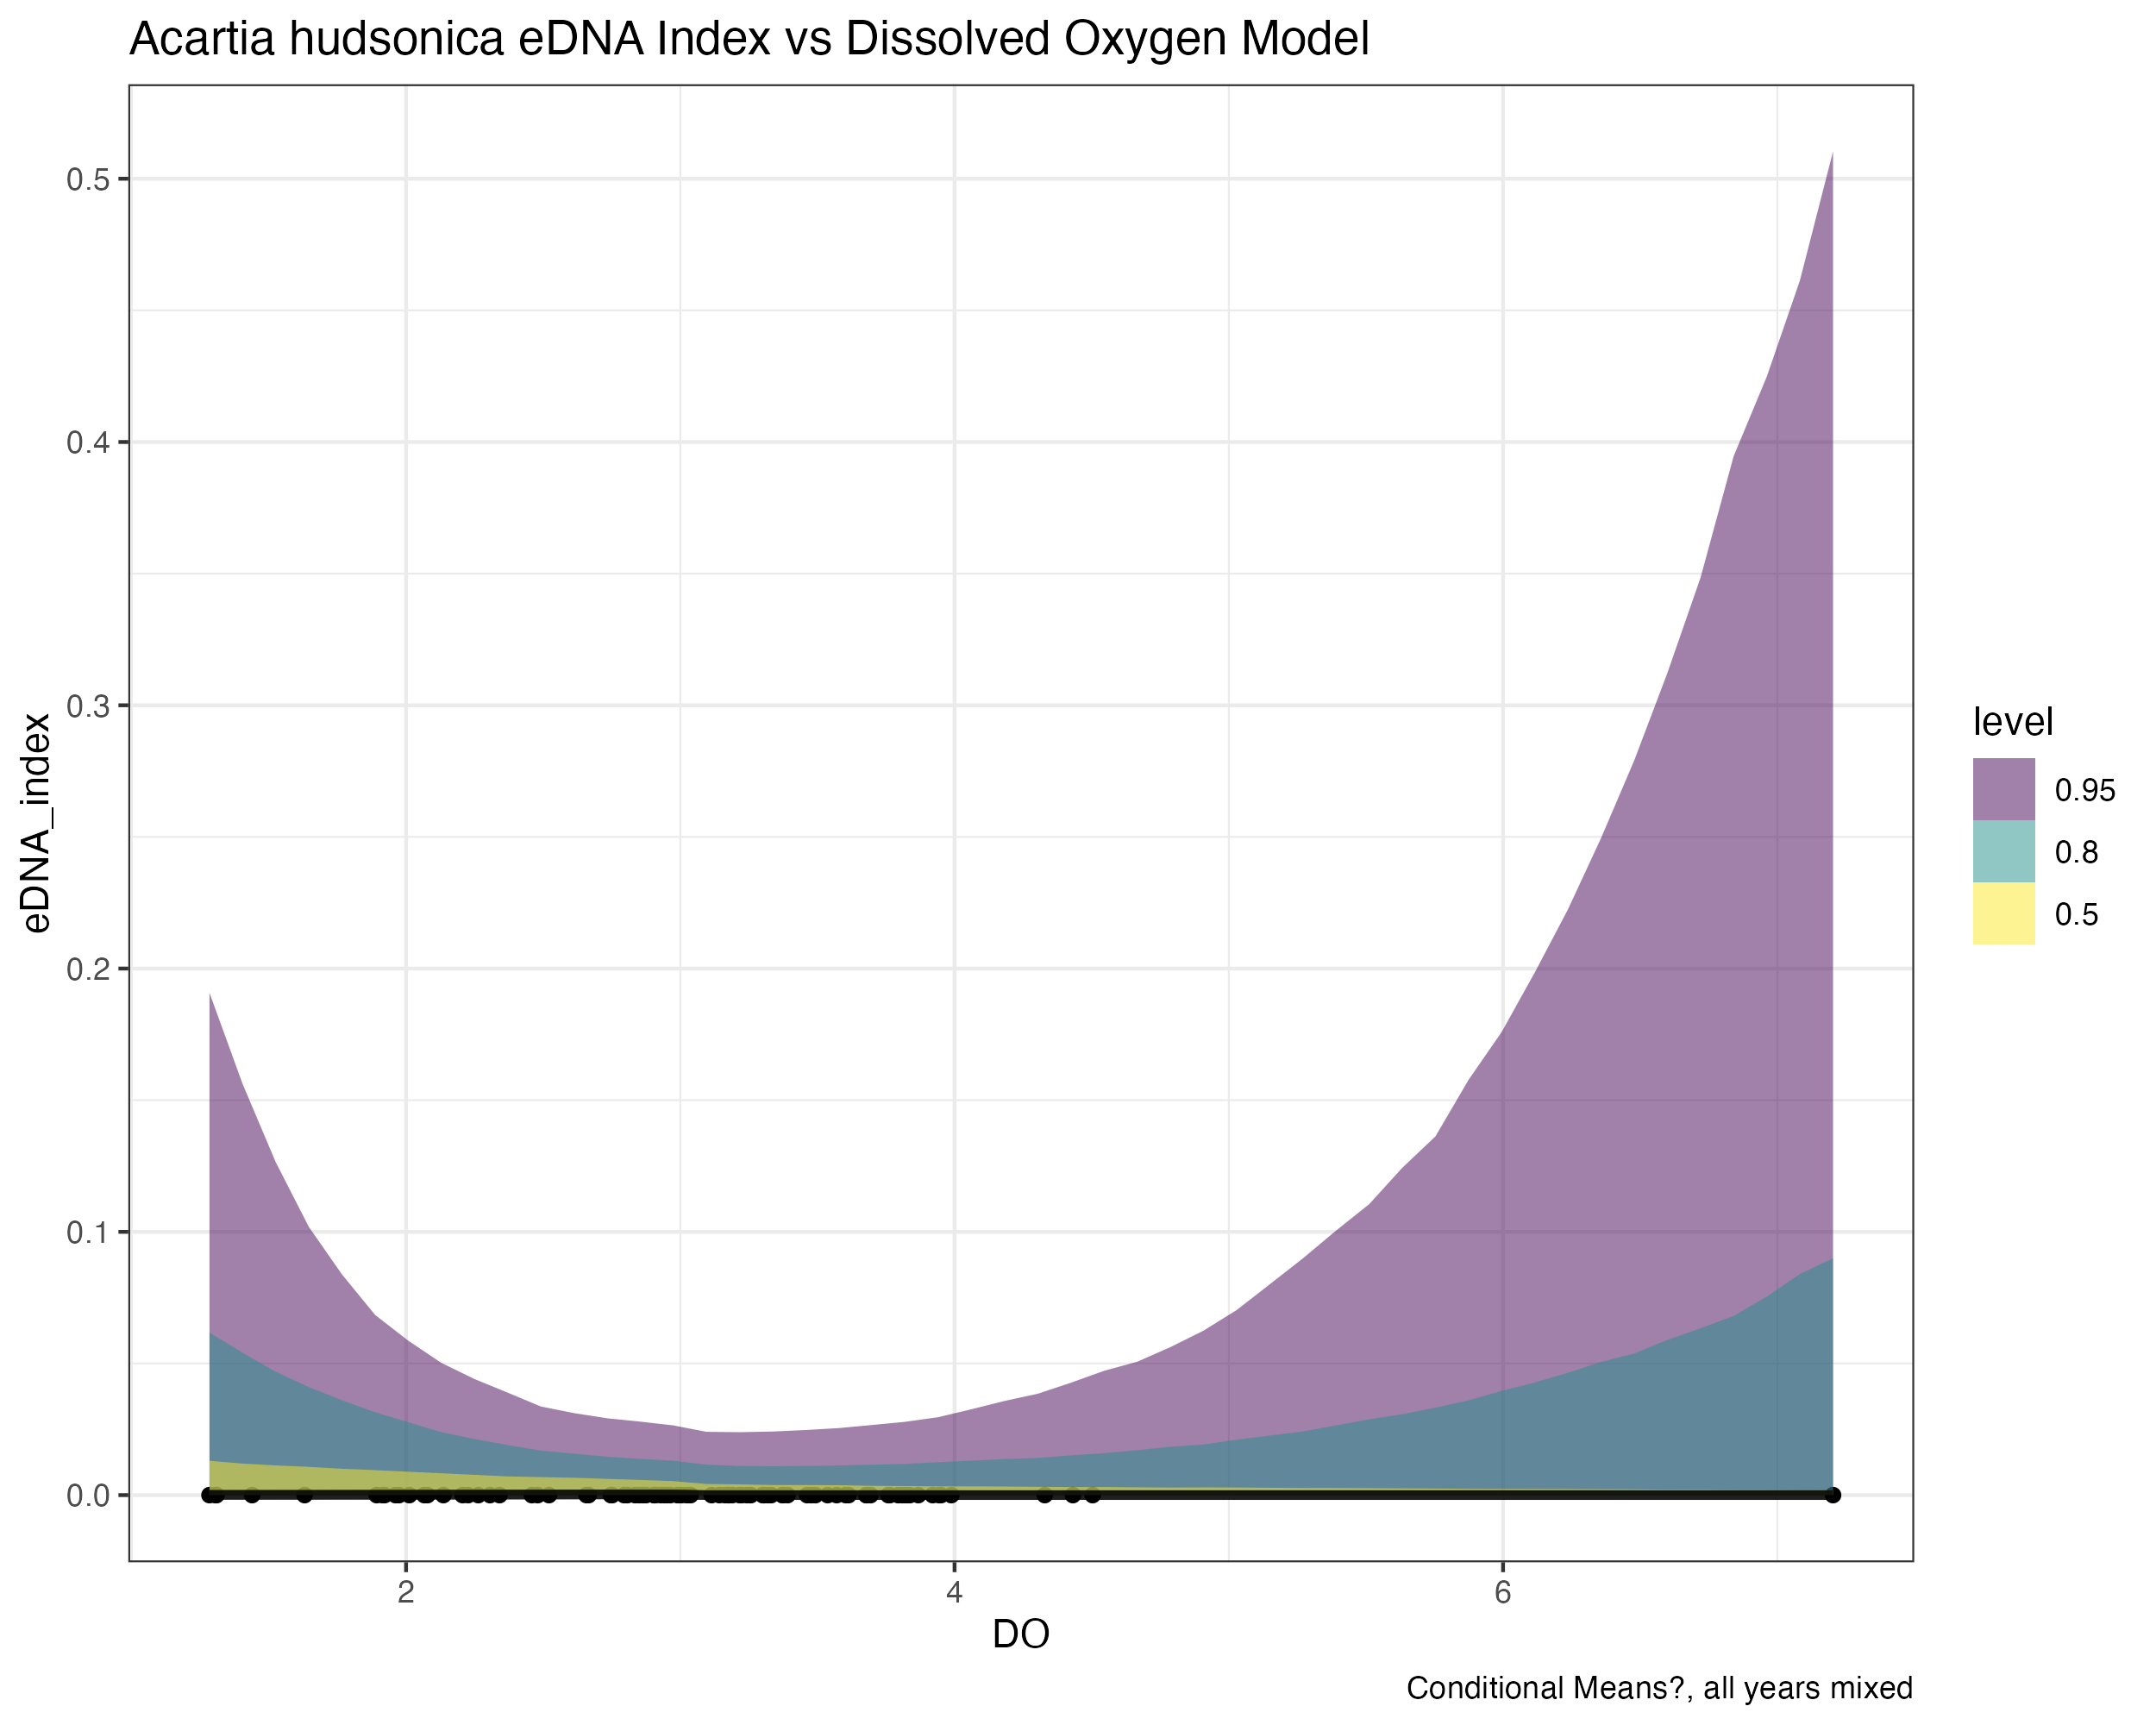 Acartia hudsonica eDNA Index vs Dissolved Oxygen Model
eDNA_index
0.5
0.4
0.3
0.2
0.1
0.0
2
4
6
DO
level
0.95
0.8
0.5
Conditional Means?, all years mixed